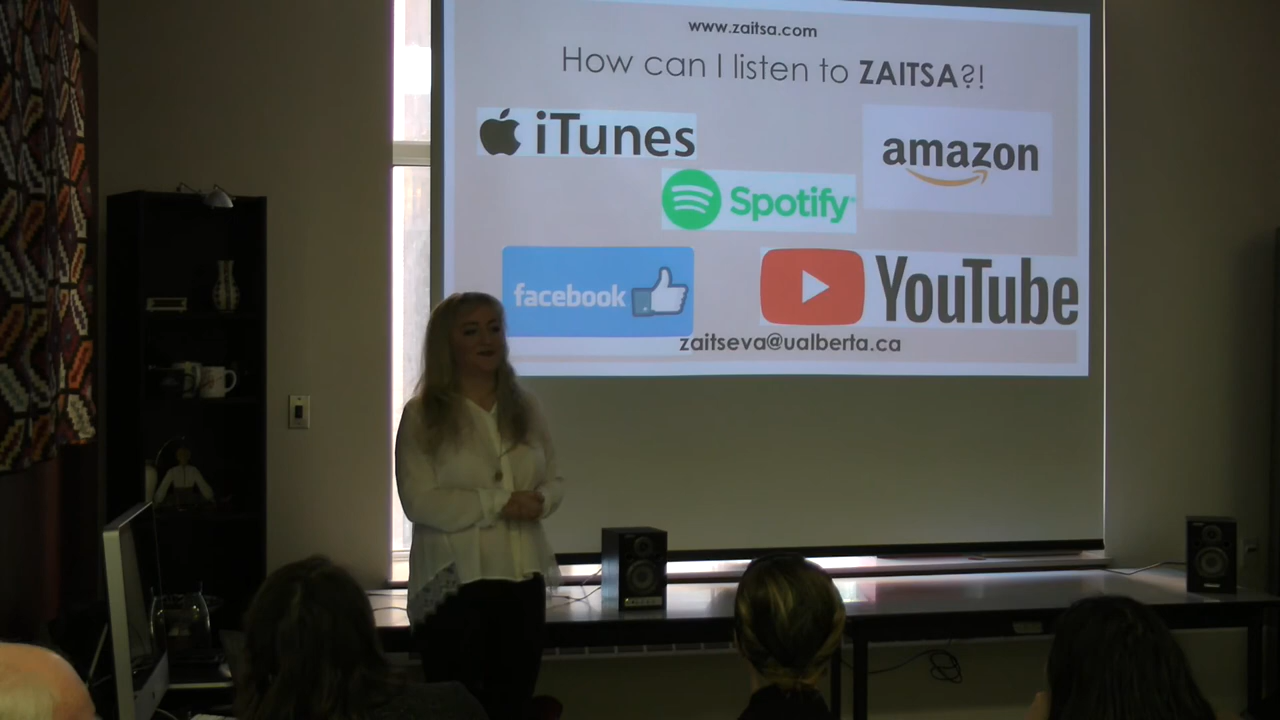 www.zaitsa.com
How can I listen to ZAITSA?!
iTunes
amazon
Spotify
facebook
YouTube
zaitseva@ualberta.ca